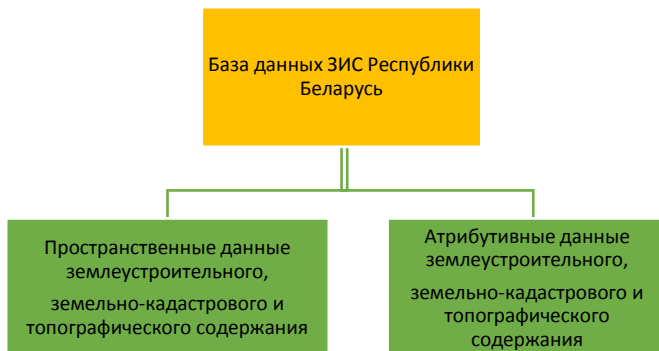 База данных ЗИС Республики
Беларусь
Пространственные данные
землеустроительного,
земельно-кадастрового и
топографического содержания
Атрибутивные данные
землеустроительного,
земельно-кадастрового и
топографического
содержания